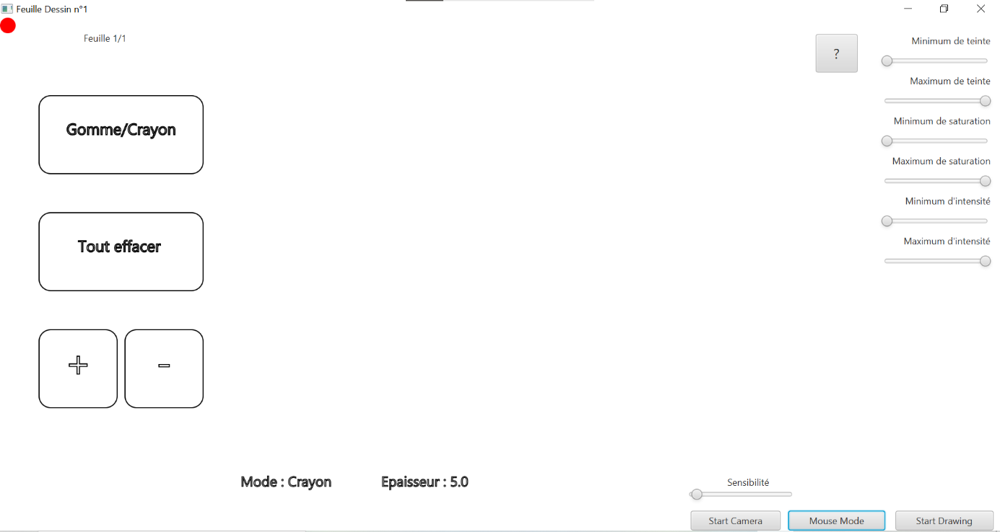 Feuille Dessin n°1
Feuille 1/1
?
Minimum de teinte
Maximum de teinte
Minimum de saturation
Maximum de saturation
Minimum d'intensité
Maximum d'intensité
Gomme/Crayon
Tout effacer
+ -
Mode : Crayon Epaisseur : 5.0
Sensibilité
Start Camera Mouse Mode Start Drawing